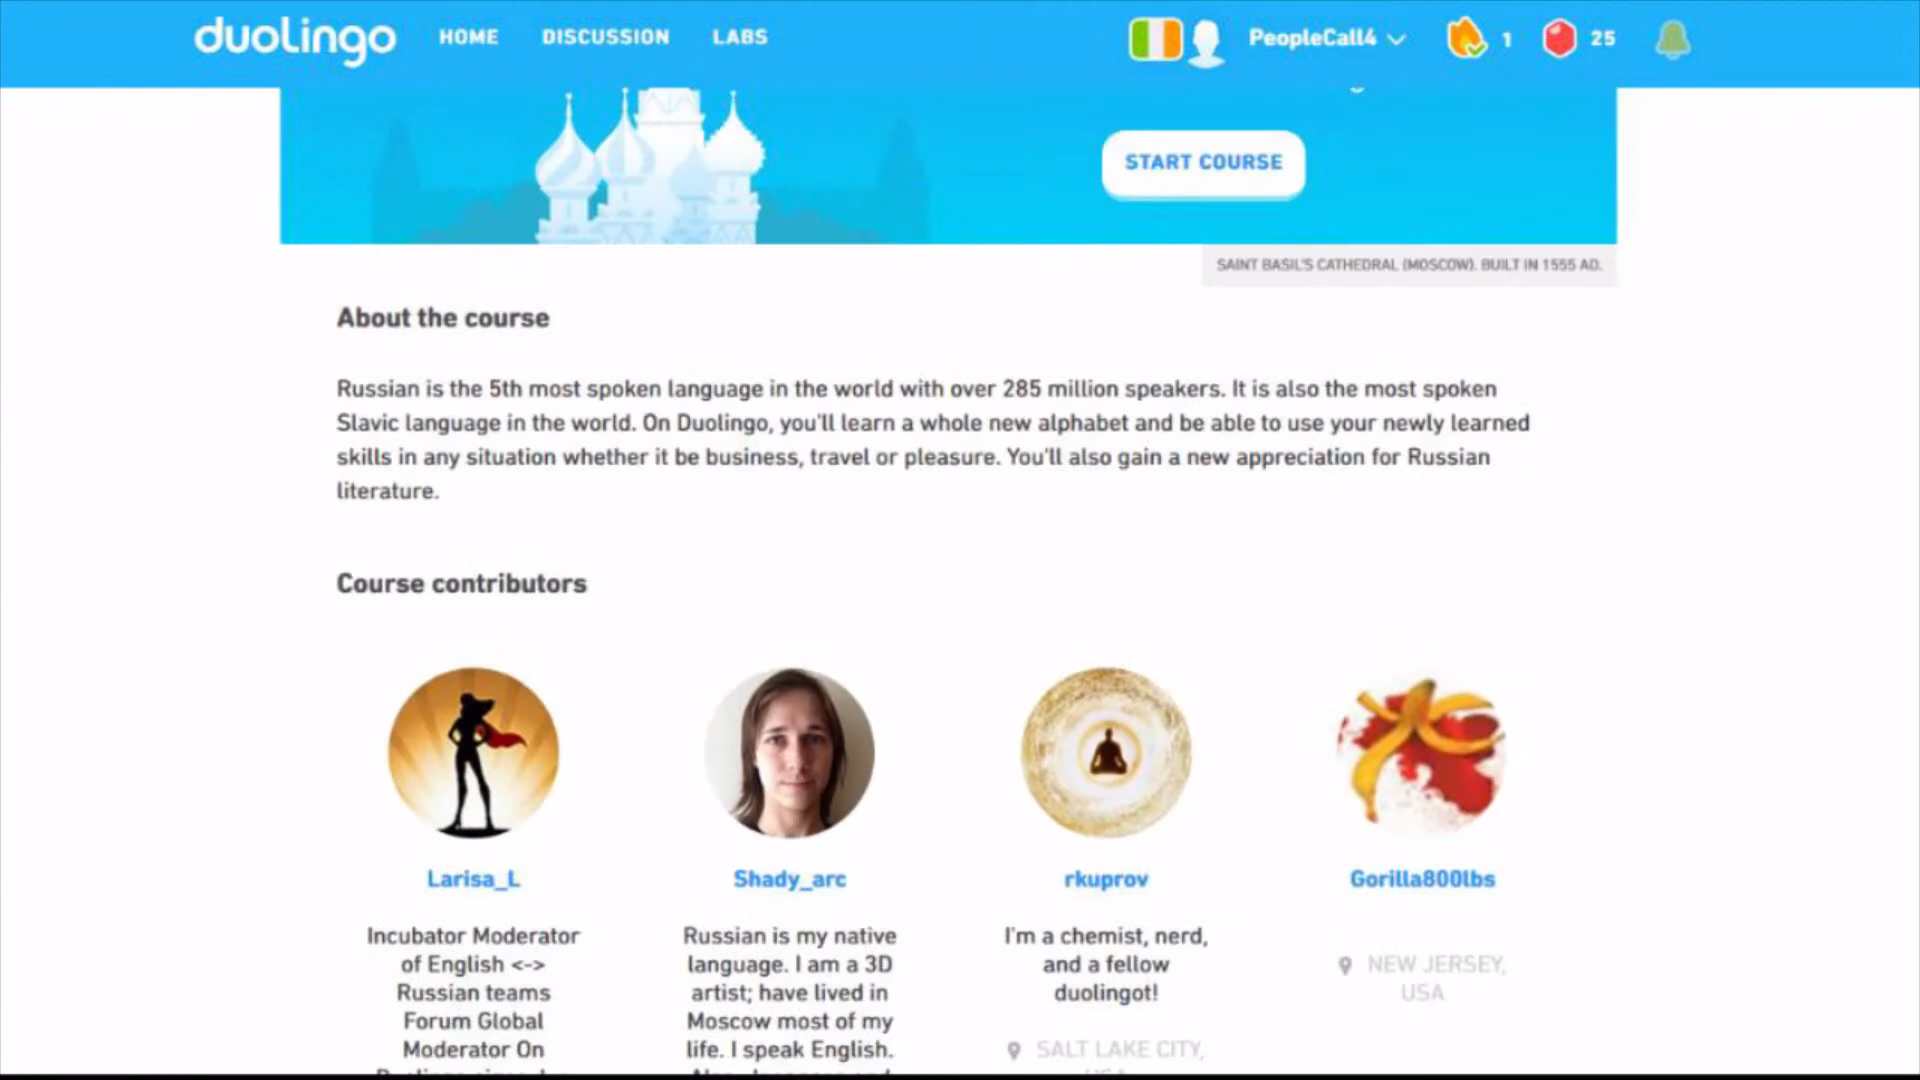 duolingo HOME DISCUSSION LABS PeopleCall4 1 25
START COURSE
SAINT BASIL'S CATHEDRAL (MOSCOW). BUILT IN 1555 AD.
About the course
Russian is the 5th most spoken language in the world with over 285 million speakers. It is also the most spoken
Slavic language in the world. On Duolingo, you'll learn a whole new alphabet and be able to use your newly learned
skills in any situation whether it be business, travel or pleasure. You'll also gain a new appreciation for Russian
literature.
Course contributors
Larisa_L
Incubator Moderator
of English <->
Russian teams
Forum Global
Moderator On
Shady_arc
Russian is my native
language. I am a 3D
artist; have lived in
Moscow most of my
life. I speak English.
rkuprov
I'm a chemist, nerd,
and a fellow
duolingot!
SALT LAKE CITY,
Gorilla800lbs
NEW JERSEY,
USA